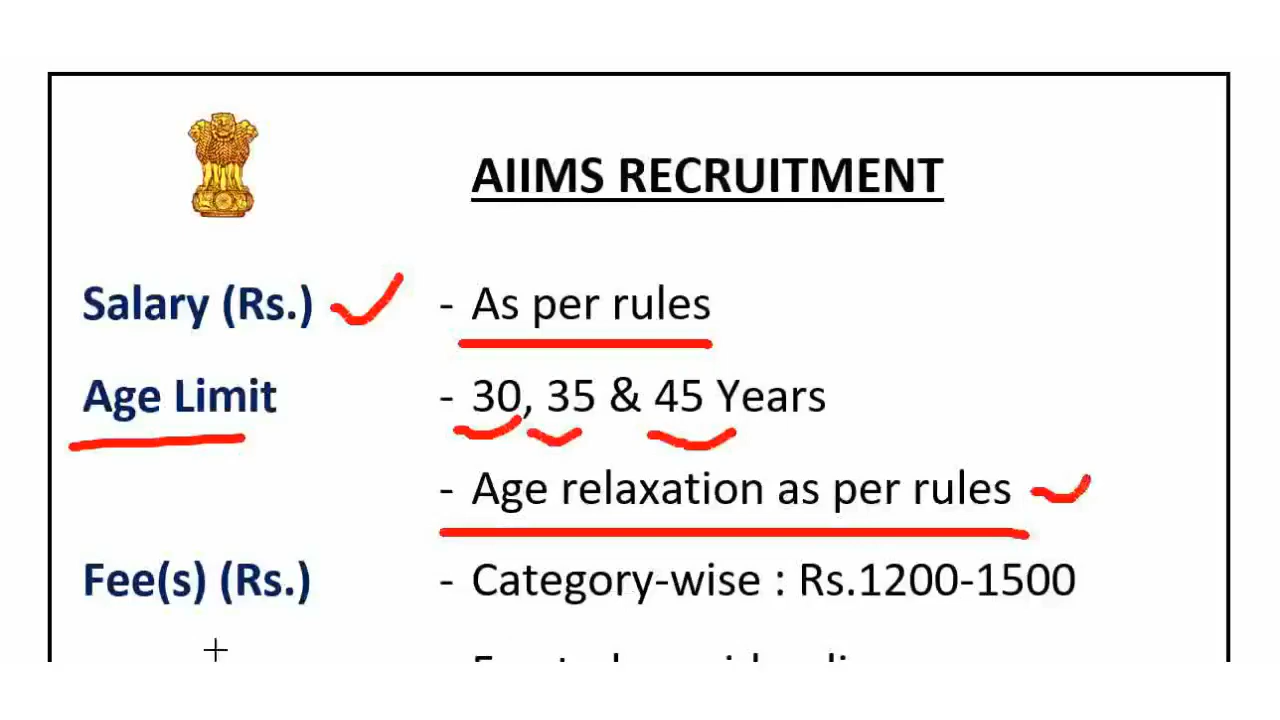 AIIMS RECRUITMENT
Salary (Rs.) - As per rules
Age Limit - 30, 35 & 45 Years
- Age relaxation as per rules
Fee(s) (Rs.) - Category-wise : Rs.1200-1500